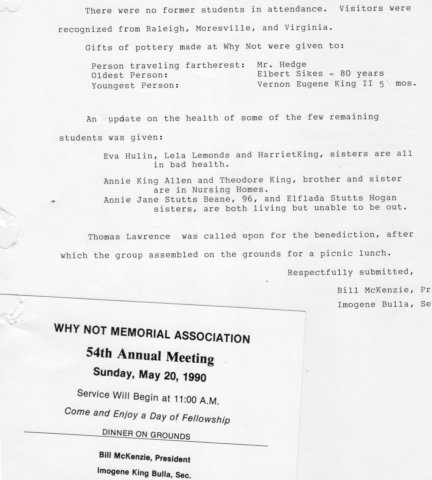 There were no former students in attendance. Visitors were
recognized from Raleigh, Moresville, and Virginia.
Gifts of pottery made at Why Not were given to:
Person traveling fartherest: Mr. Hedge
Oldest Person: Elbert Sikes - 80 years
Youngest Person: Vernon Eugene King II 5 mos.
An update on the health of some of the few remaining
students was given:
Eva Hulin, Lela Lemonds and HarrietKing, sisters are all
in bad health.
Annie King Allen and Theodore King, brother and sister
are in Nursing Homes.
Annie Jane Stutts Beane, 96, and Elflada Stutts Hogan
sisters, are both living but unable to be out.
Thomas Lawrence was called upon for the benediction, after
which the group assembled on the grounds for a picnic lunch.
Respectfully submitted,
Bill McKenzie, Pr
Imogene Bulla, Se
WHY NOT MEMORIAL ASSOCIATION
54th Annual Meeting
Sunday, May 20, 1990
Service Will Begin at 11:00 A.M.
Come and Enjoy a Day of Fellowship
DINNER ON GROUNDS
Bill McKenzie, President
Imogene King Bulla, Sec.